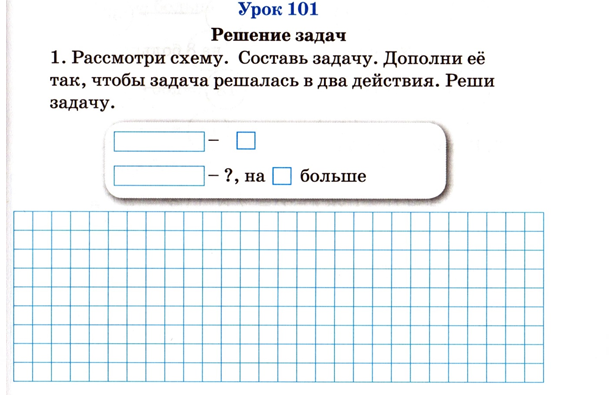 Урок 101
Решение задач
1. Рассмотри схему. Составь задачу. Дополни её
так, чтобы задача решалась в два действия. Реши
задачу.
–
– ?, на больше